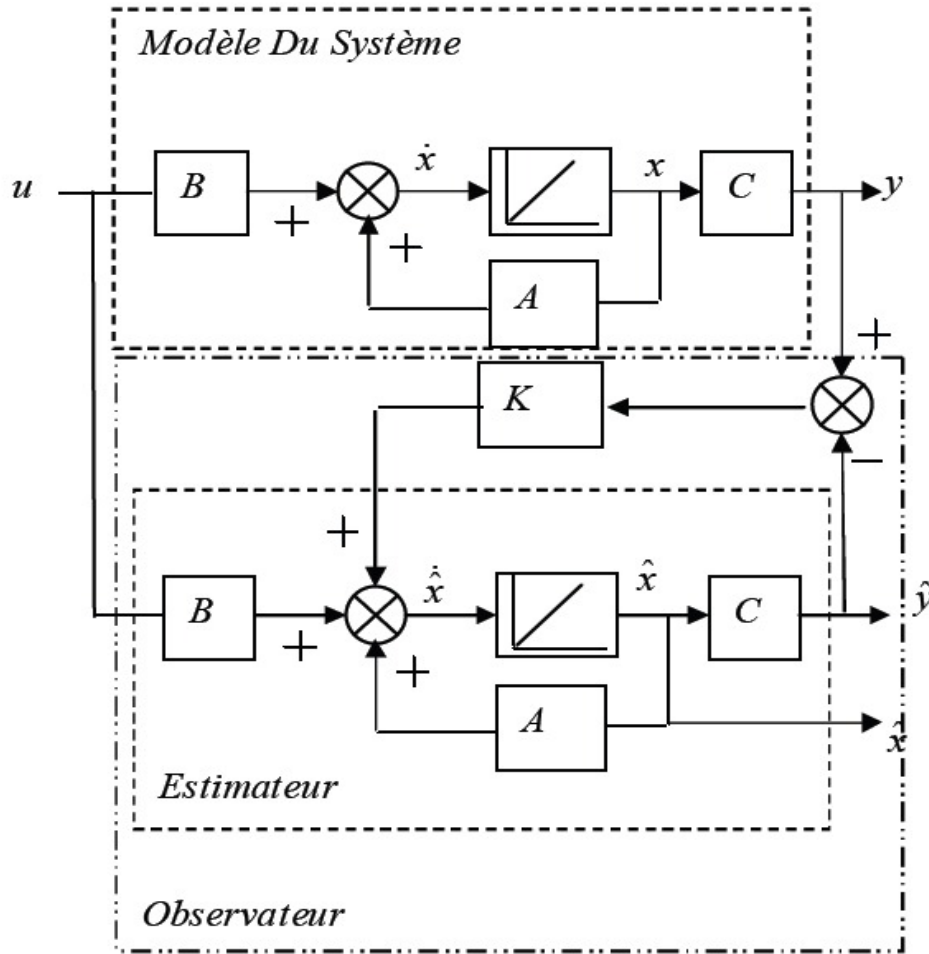 Modèle Du Système
u
B
+
+
ẋ
x
C
y
A
+
K
−
+
B
+
+
x̂̇
x̂
C
ŷ
A
x̂
Estimateur
Observateur